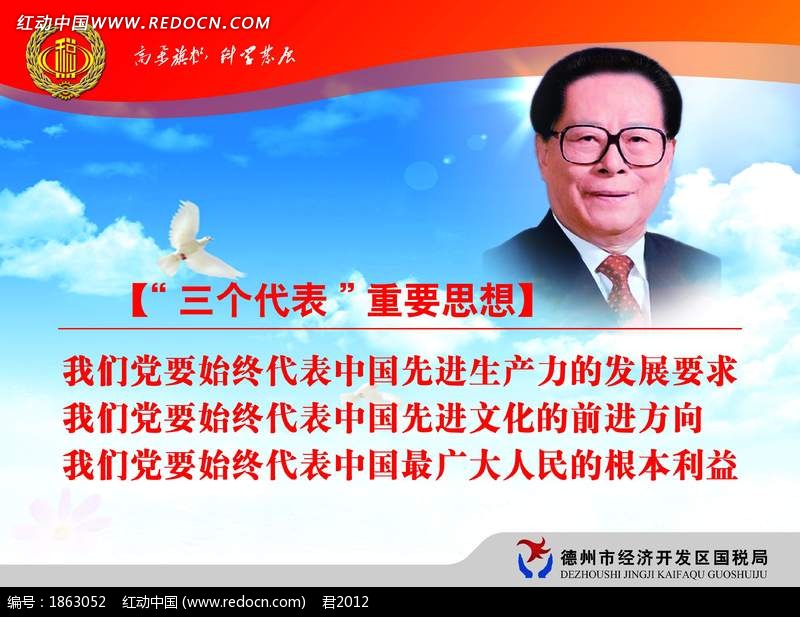 红动中国WWW.REDOCN.COM
税
高举旗帜，科学发展
【“三个代表”重要思想】
我们党要始终代表中国先进生产力的发展要求
我们党要始终代表中国先进文化的前进方向
我们党要始终代表中国最广大人民的根本利益
德州市经济开发区国税局
DEZHOUSHI JINGJI KAIFAQU GUOSHUIJU
编号：1863052 红动中国 (www.redocn.com) 君2012